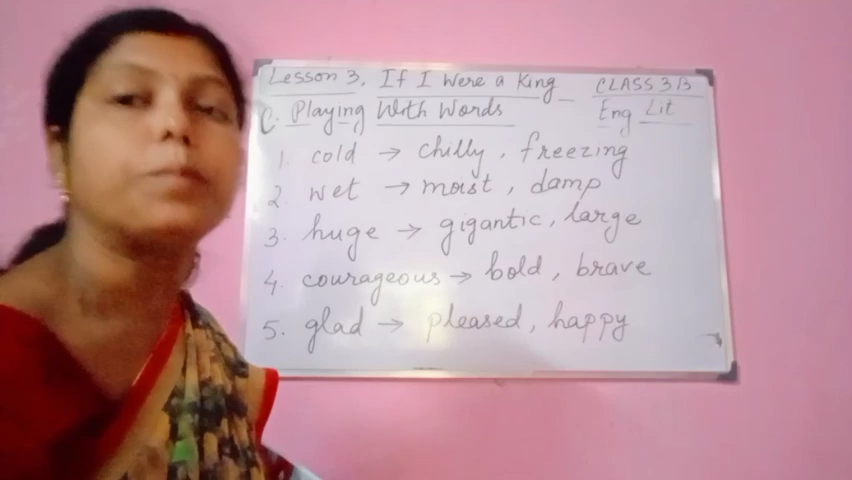 Lesson 3. If I Were a King
CLASS 3 B
C. Playing With Words
Eng Lit
1. cold → chilly, freezing
2. wet → moist, damp
3. huge → gigantic, large
4. courageous → bold, brave
5. glad → pleased, happy